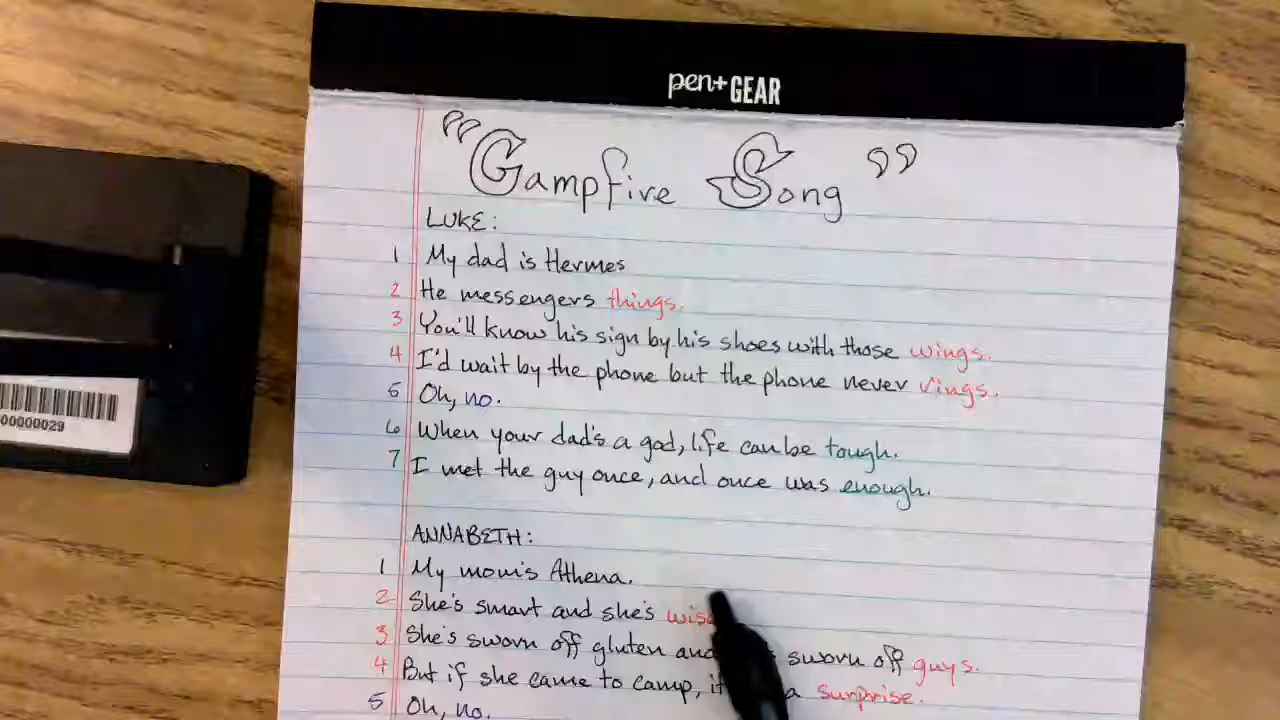 pen+GEAR
"Campfire Song"
LUKE:
1 My dad is Hermes
2 He messengers things.
3 You'll know his sign by his shoes with those wings.
4 I'd wait by the phone but the phone never rings.
5 Oh, no.
6 When your dad's a god, life can be tough.
7 I met the guy once, and once was enough.
00000029
ANNABETH:
1 My mom's Athena.
2 She's smart and she's
3 She's sworn off gluten and sworn off guys.
4 But if she came to camp, a surprise.
5 Oh, no.